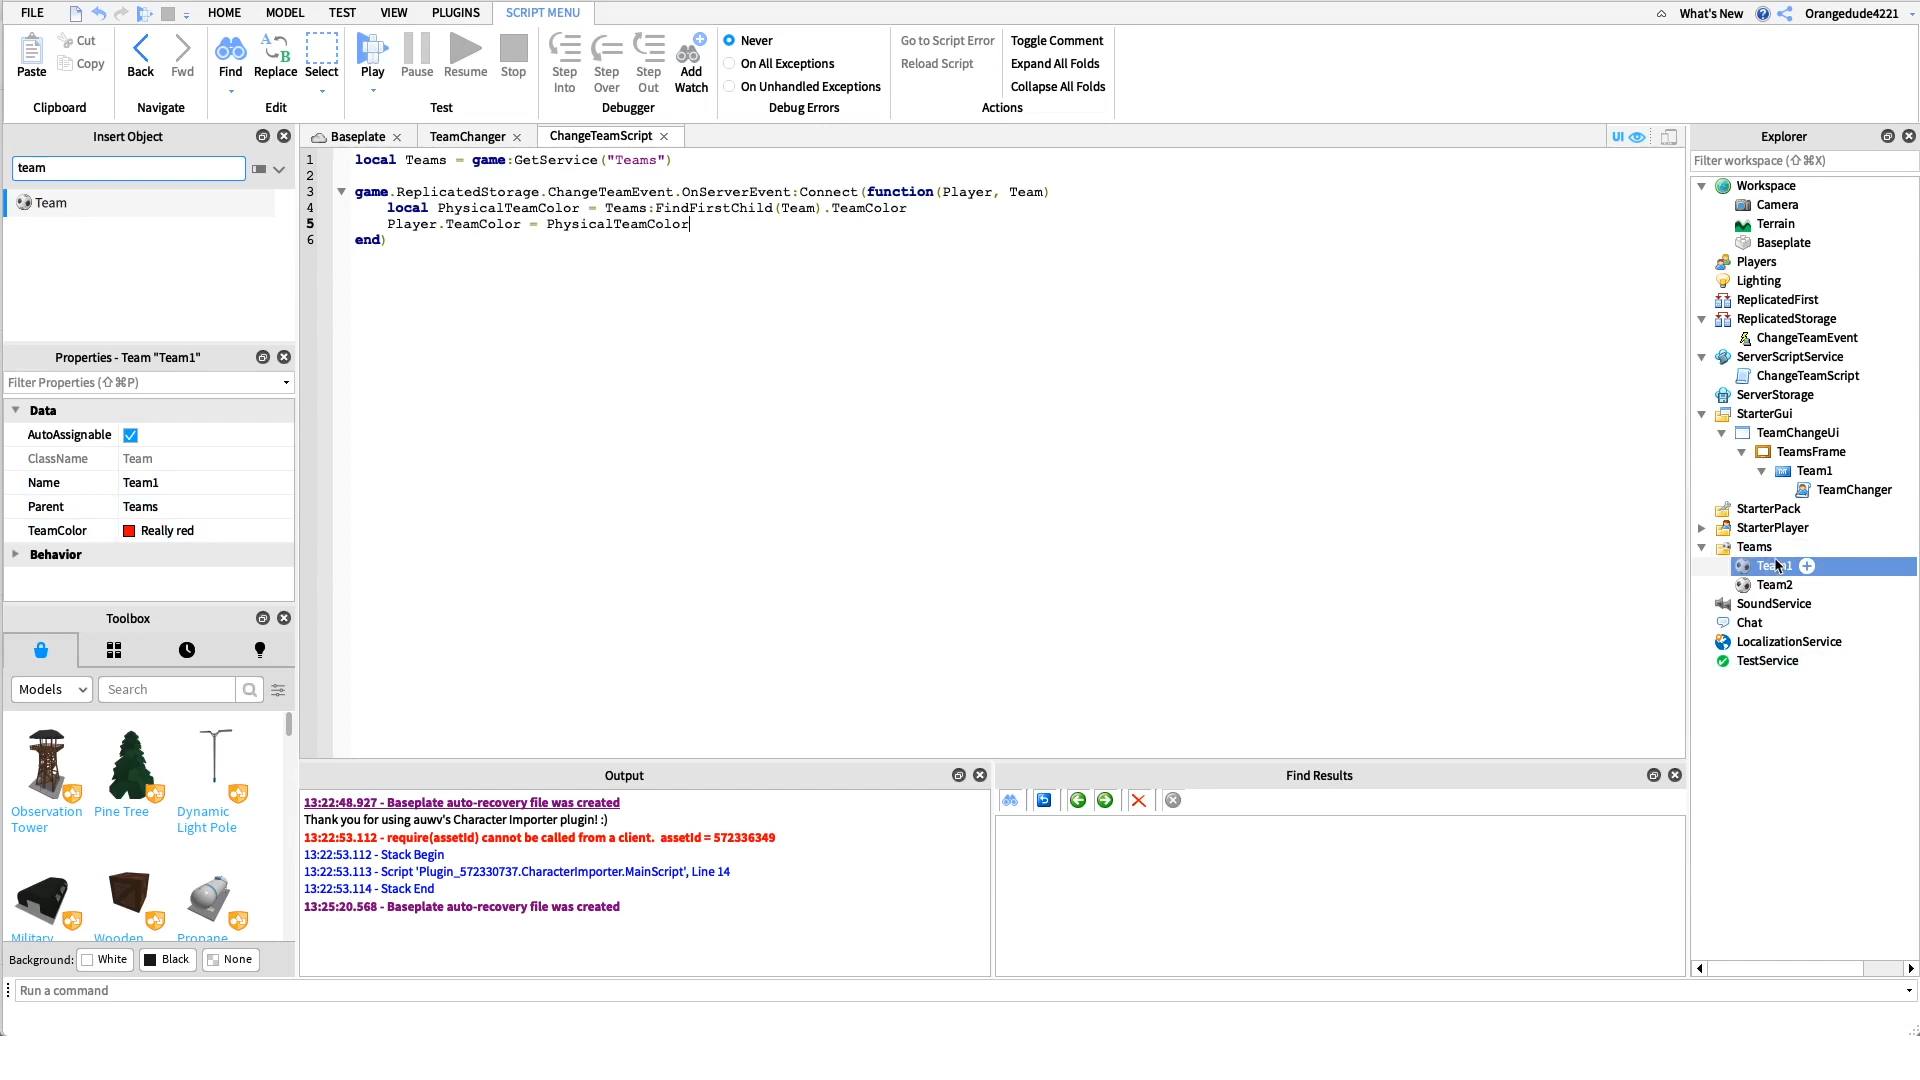 FILE HOME MODEL TEST VIEW PLUGINS SCRIPT MENU What's New Orangedude4221
Paste Cut Copy Clipboard
Back Fwd Navigate
Find Replace Select Edit
Play Pause Resume Stop Test
Step Into Step Over Step Out Add Watch Debugger
Never
On All Exceptions
On Unhandled Exceptions
Debug Errors
Go to Script Error Toggle Comment
Reload Script Expand All Folds
Collapse All Folds
Actions
Insert Object
team
Team
Properties - Team "Team1"
Filter Properties (⇧⌘P)
Data
AutoAssignable
ClassName Team
Name Team1
Parent Teams
TeamColor Really red
Behavior
Toolbox
Models Search
Observation Tower
Pine Tree
Dynamic Light Pole
Military
Wooden
Propane
Background: White Black None
Baseplate TeamChanger ChangeTeamScript UI
1 local Teams = game:GetService("Teams")
2
3 game.ReplicatedStorage.ChangeTeamEvent.OnServerEvent:Connect(function(Player, Team)
4 local PhysicalTeamColor = Teams:FindFirstChild(Team).TeamColor
5 Player.TeamColor = PhysicalTeamColor
6 end)
Output
13:22:48.927 - Baseplate auto-recovery file was created
Thank you for using auwv's Character Importer plugin! :)
13:22:53.112 - require(assetId) cannot be called from a client. assetId = 572336349
13:22:53.112 - Stack Begin
13:22:53.113 - Script 'Plugin_572330737.CharacterImporter.MainScript', Line 14
13:22:53.114 - Stack End
13:25:20.568 - Baseplate auto-recovery file was created
Find Results
Explorer
Filter workspace (⇧⌘X)
Workspace
Camera
Terrain
Baseplate
Players
Lighting
ReplicatedFirst
ReplicatedStorage
ChangeTeamEvent
ServerScriptService
ChangeTeamScript
ServerStorage
StarterGui
TeamChangeUi
TeamsFrame
Team1
TeamChanger
StarterPack
StarterPlayer
Teams
Team1
Team2
SoundService
Chat
LocalizationService
TestService
Run a command